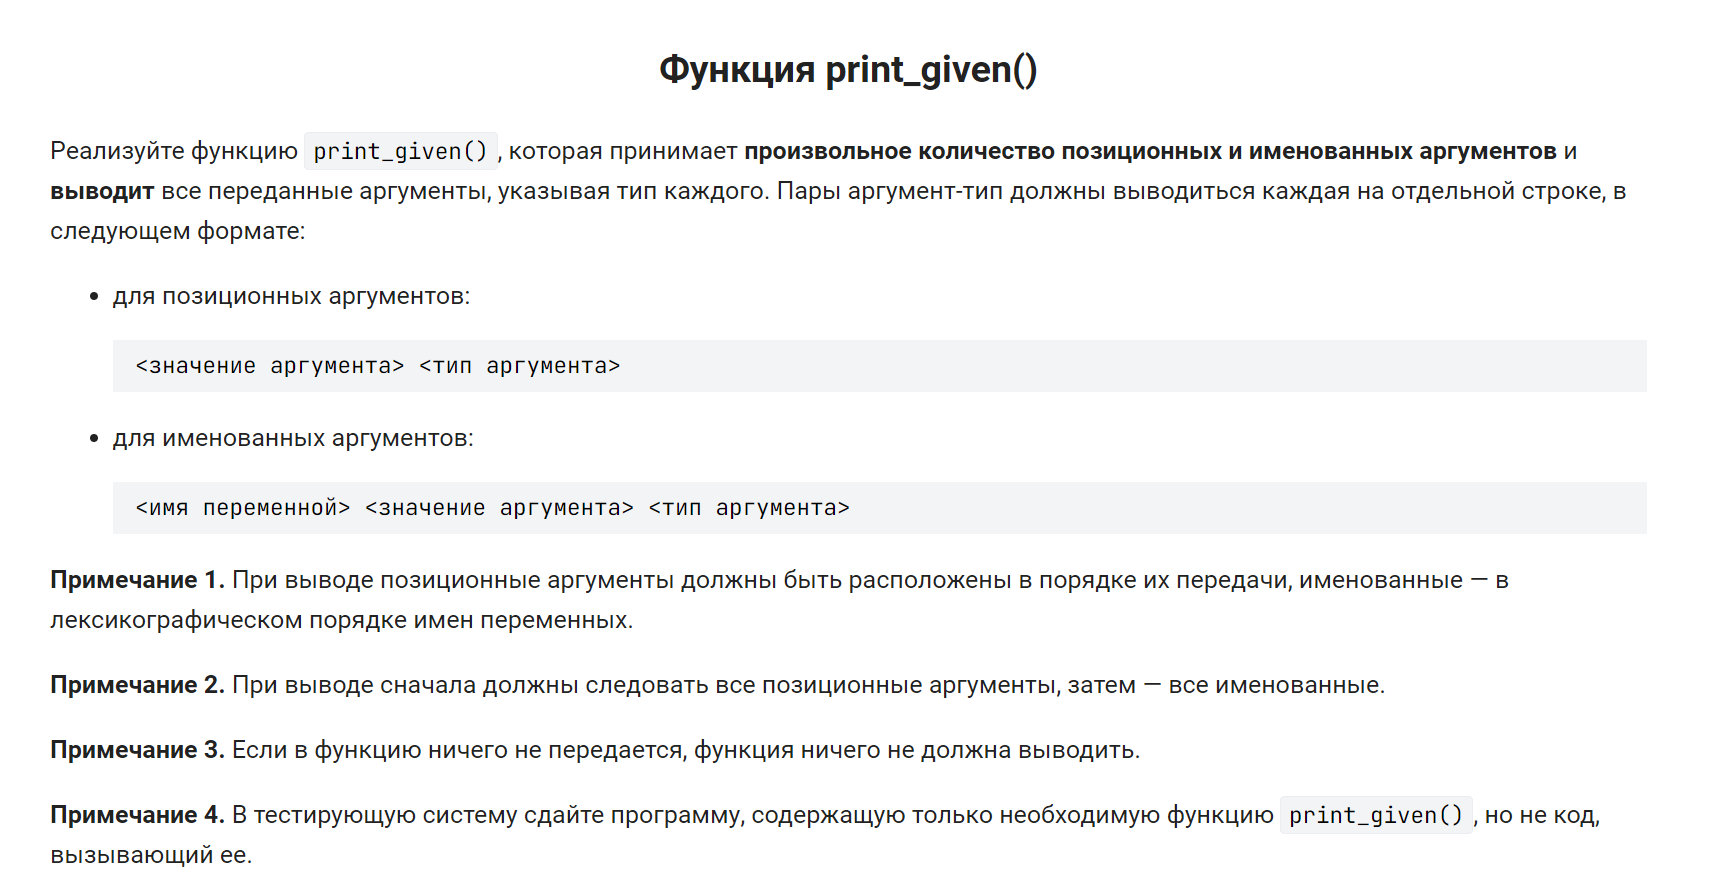 Функция print_given()
Реализуйте функцию print_given(), которая принимает произвольное количество позиционных и именованных аргументов и
выводит все переданные аргументы, указывая тип каждого. Пары аргумент-тип должны выводиться каждая на отдельной строке, в
следующем формате:
• для позиционных аргументов:
<значение аргумента> <тип аргумента>
• для именованных аргументов:
<имя переменной> <значение аргумента> <тип аргумента>
Примечание 1. При выводе позиционные аргументы должны быть расположены в порядке их передачи, именованные — в
лексикографическом порядке имен переменных.
Примечание 2. При выводе сначала должны следовать все позиционные аргументы, затем — все именованные.
Примечание 3. Если в функцию ничего не передается, функция ничего не должна выводить.
Примечание 4. В тестирующую систему сдайте программу, содержащую только необходимую функцию print_given(), но не код,
вызывающий ее.